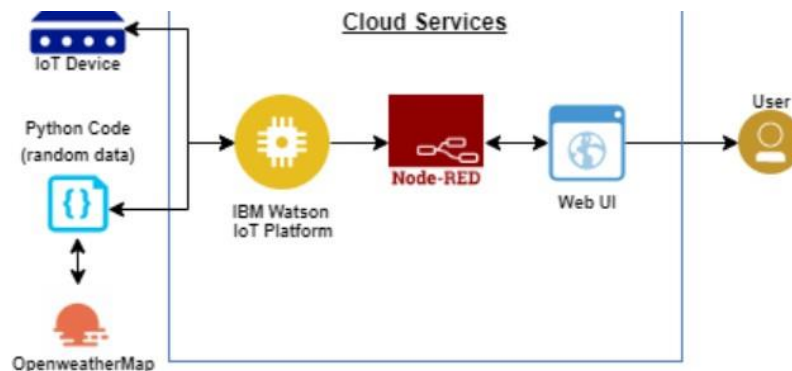 Cloud Services
IoT Device
Python Code
(random data)
{}
IBM Watson
IoT Platform
Node-RED
Web UI
User
OpenweatherMap